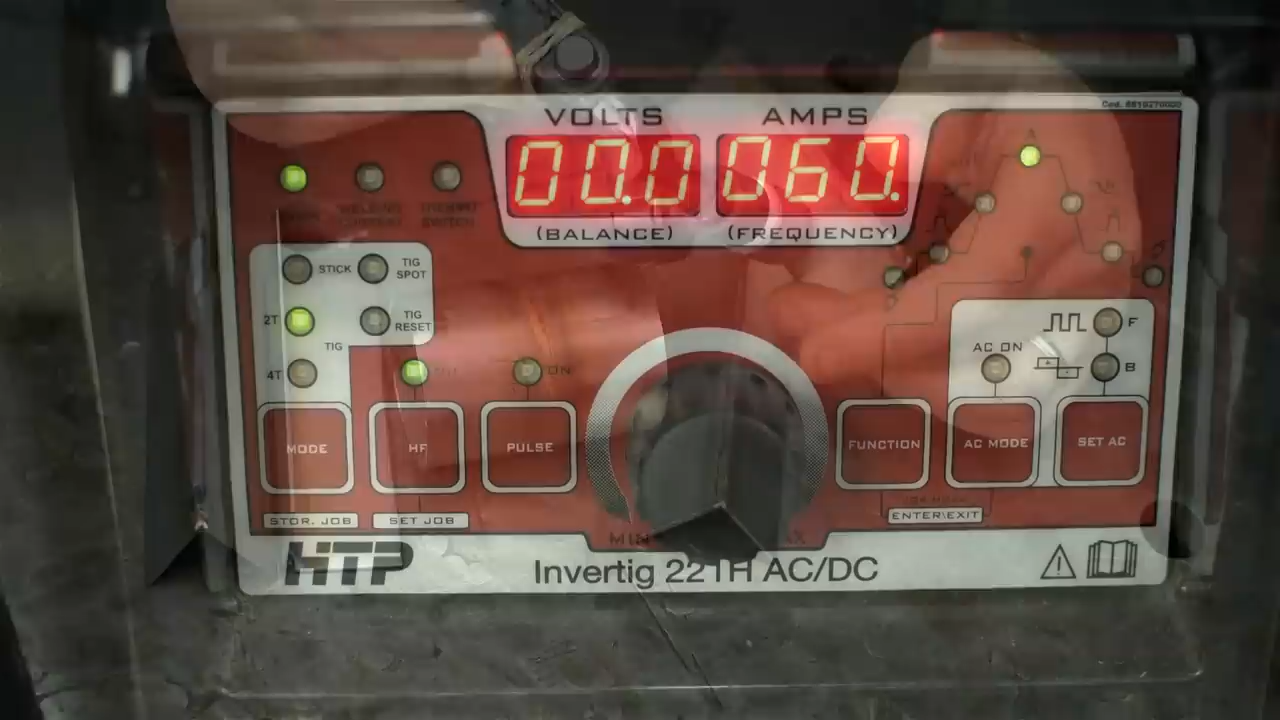 VOLTS AMPS
00.0 060.
(BALANCE) (FREQUENCY)
STICK TIG SPOT
2T TIG RESET
TIG
4T
ON
AC ON
F
B
MODE HF PULSE FUNCTION AC MODE SET AC
STOR. JOB SET JOB ENTER\EXIT
MIN
HTP Invertig 221H AC/DC